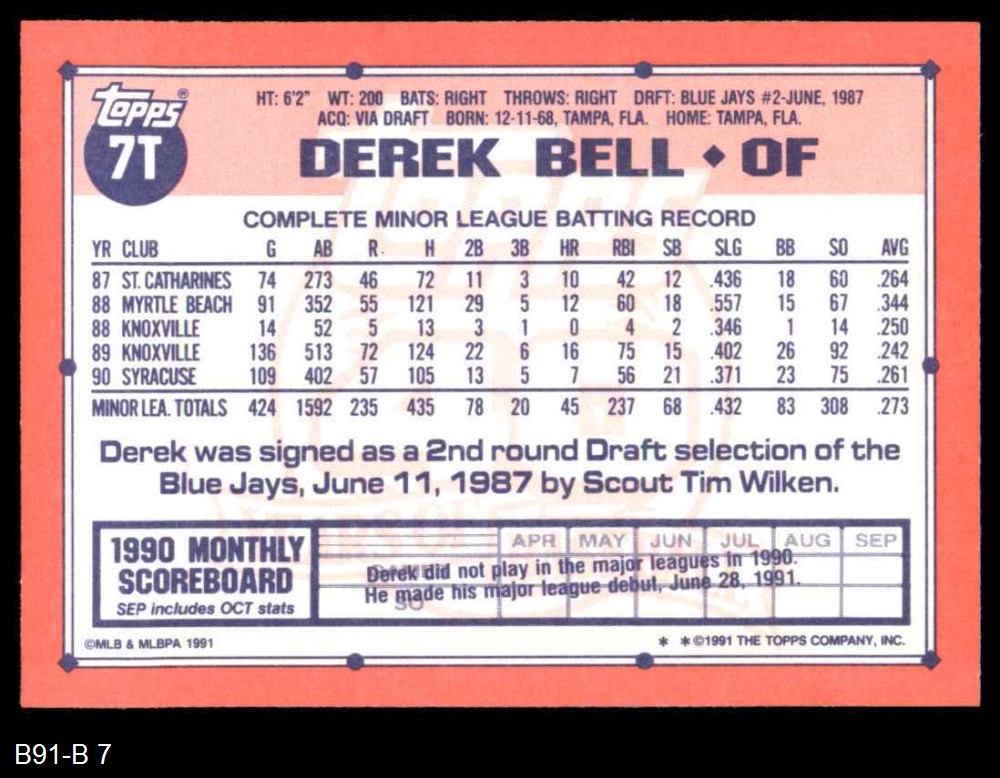 TOPPS®
7T
HT: 6'2" WT: 200 BATS: RIGHT THROWS: RIGHT DRFT: BLUE JAYS #2-JUNE, 1987
ACQ: VIA DRAFT BORN: 12-11-68, TAMPA, FLA. HOME: TAMPA, FLA.
DEREK BELL ◆ OF
COMPLETE MINOR LEAGUE BATTING RECORD
YR CLUB G AB R H 2B 3B HR RBI SB SLG BB SO AVG
87 ST. CATHARINES 74 273 46 72 11 3 10 42 12 .436 18 60 .264
88 MYRTLE BEACH 91 352 55 121 29 5 12 60 18 .557 15 67 .344
88 KNOXVILLE 14 52 5 13 3 1 0 4 2 .346 1 14 .250
89 KNOXVILLE 136 513 72 124 22 6 16 75 15 .402 26 92 .242
90 SYRACUSE 109 402 57 105 13 5 7 56 21 .371 23 75 .261
MINOR LEA. TOTALS 424 1592 235 435 78 20 45 237 68 .432 83 308 .273
Derek was signed as a 2nd round Draft selection of the
Blue Jays, June 11, 1987 by Scout Tim Wilken.
1990 MONTHLY
SCOREBOARD
SEP includes OCT stats
APR MAY JUN JUL AUG SEP
Derek did not play in the major leagues in 1990.
He made his major league debut, June 28, 1991.
SO
©MLB & MLBPA 1991
* *©1991 THE TOPPS COMPANY, INC.
B91-B 7